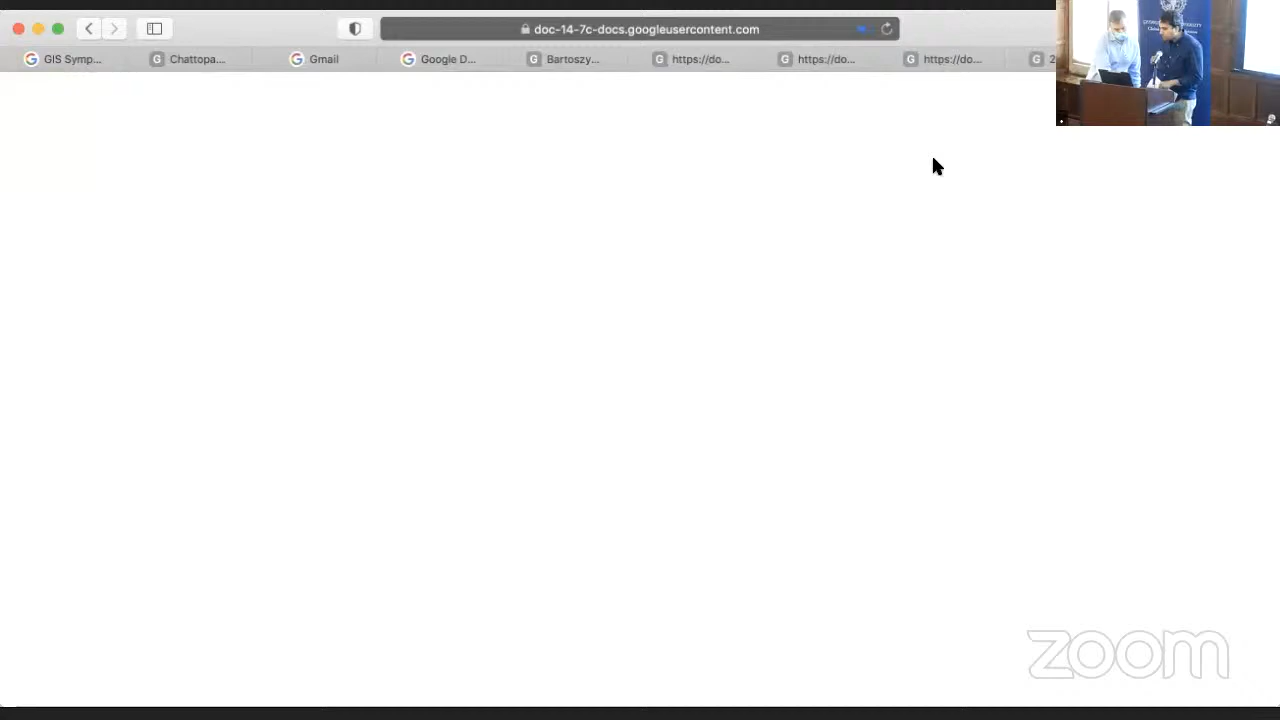 doc-14-7c-docs.googleusercontent.com
GIS Symp... Chattopa... Gmail Google D... Bartoszy... https://do... https://do... https://do... 2
zoom